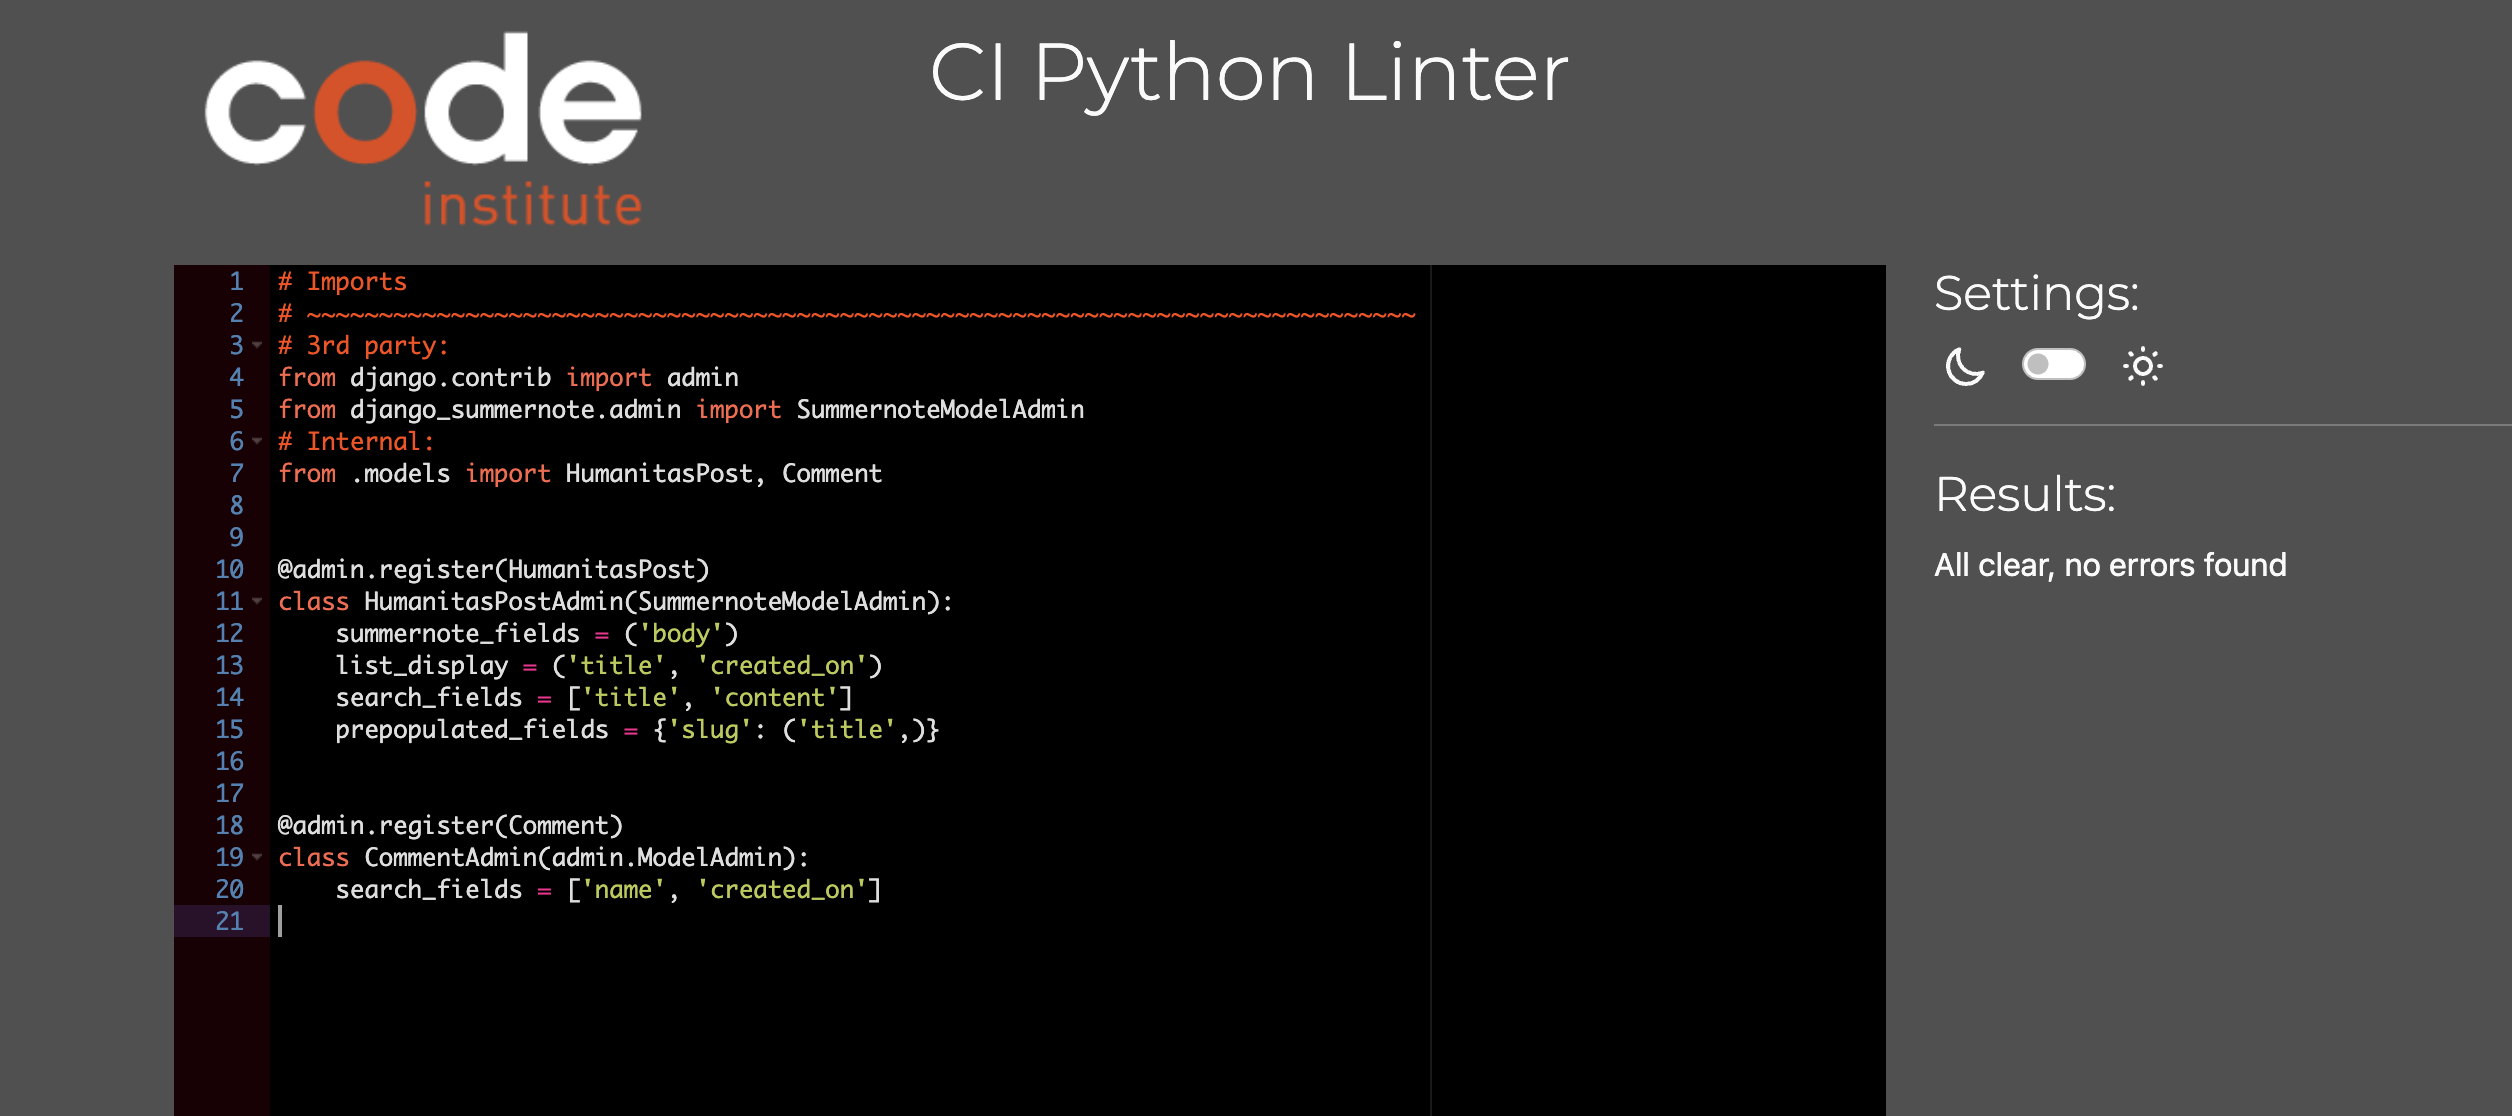 code
institute
CI Python Linter
1 # Imports
2 # ~~~~~~~~~~~~~~~~~~~~~~~~~~~~~~~~~~~~~~~~~~~~~~~~~~~~~~~~~~~~~~~~~~~~~~~~~~~~~
3 # 3rd party:
4 from django.contrib import admin
5 from django_summernote.admin import SummernoteModelAdmin
6 # Internal:
7 from .models import HumanitasPost, Comment
8
9
10 @admin.register(HumanitasPost)
11 class HumanitasPostAdmin(SummernoteModelAdmin):
12     summernote_fields = ('body')
13     list_display = ('title', 'created_on')
14     search_fields = ['title', 'content']
15     prepopulated_fields = {'slug': ('title',)}
16
17
18 @admin.register(Comment)
19 class CommentAdmin(admin.ModelAdmin):
20     search_fields = ['name', 'created_on']
21
Settings:
Results:
All clear, no errors found